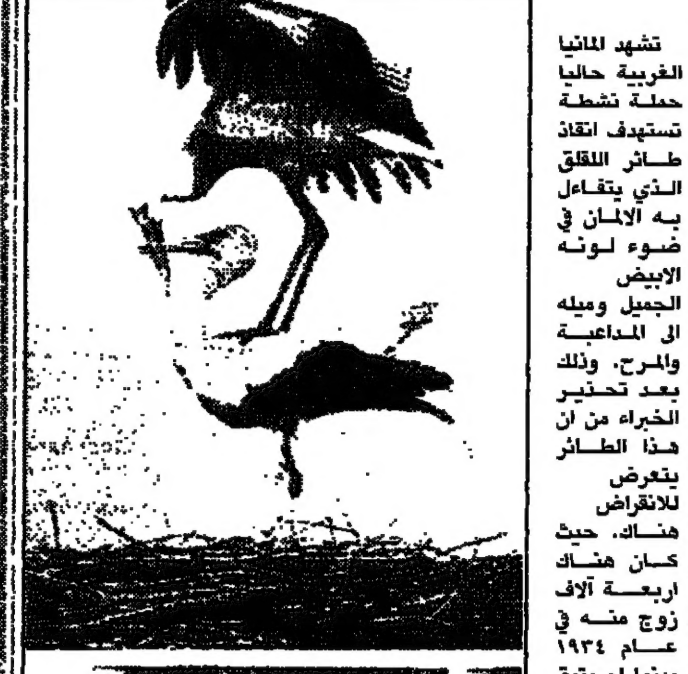 تشهد المانيا
الغربية حاليا
حملة نشطة
تستهدف انقاذ
طائر اللقلق
الذي يتفاءل
به الالمان في
ضوء لونه
الابيض
الجميل وميله
الى المداعبة
والمرح. وذلك
بعد تحذير
الخبراء من ان
هذا الطائر
يتعرض
للانقراض
هناك. حيث
كان هناك
اربعة آلاف
زوج منه في
عام ١٩٣٤